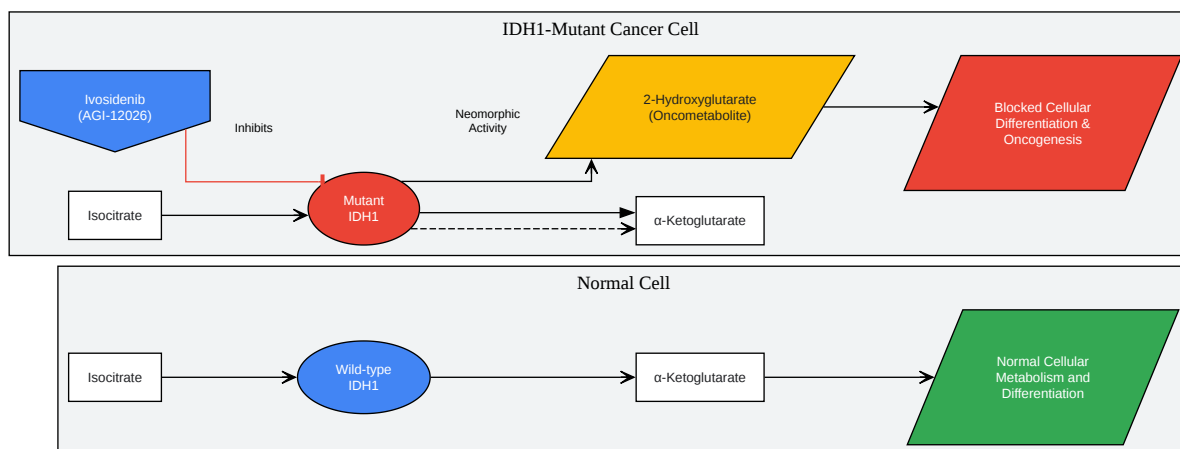 IDH1-Mutant Cancer Cell
Ivosidenib
(AGI-12026)
Inhibits
Neomorphic
Activity
2-Hydroxyglutarate
(Oncometabolite)
Blocked Cellular
Differentiation &
Oncogenesis
Isocitrate
Mutant
IDH1
α-Ketoglutarate
Normal Cell
Isocitrate
Wild-type
IDH1
α-Ketoglutarate
Normal Cellular
Metabolism and
Differentiation